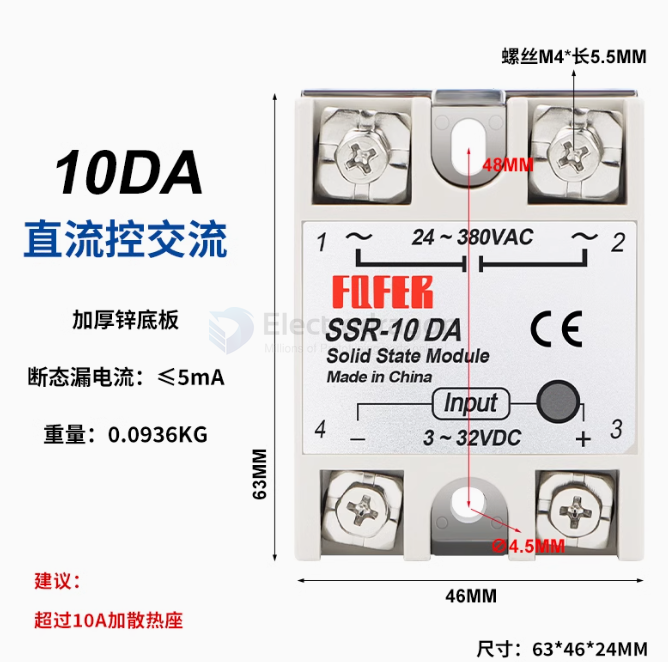 螺丝M4*长5.5MM
10DA
直流控交流
加厚锌底板
断态漏电流：≤5mA
重量：0.0936KG
48MM
1 ~ 24~380VAC ~ 2
FQFER
SSR-10 DA
CE
Solid State Module
Made in China
Input
4 − 3~32VDC + 3
63MM
Ø4.5MM
46MM
建议：
超过10A加散热座
尺寸：63*46*24MM